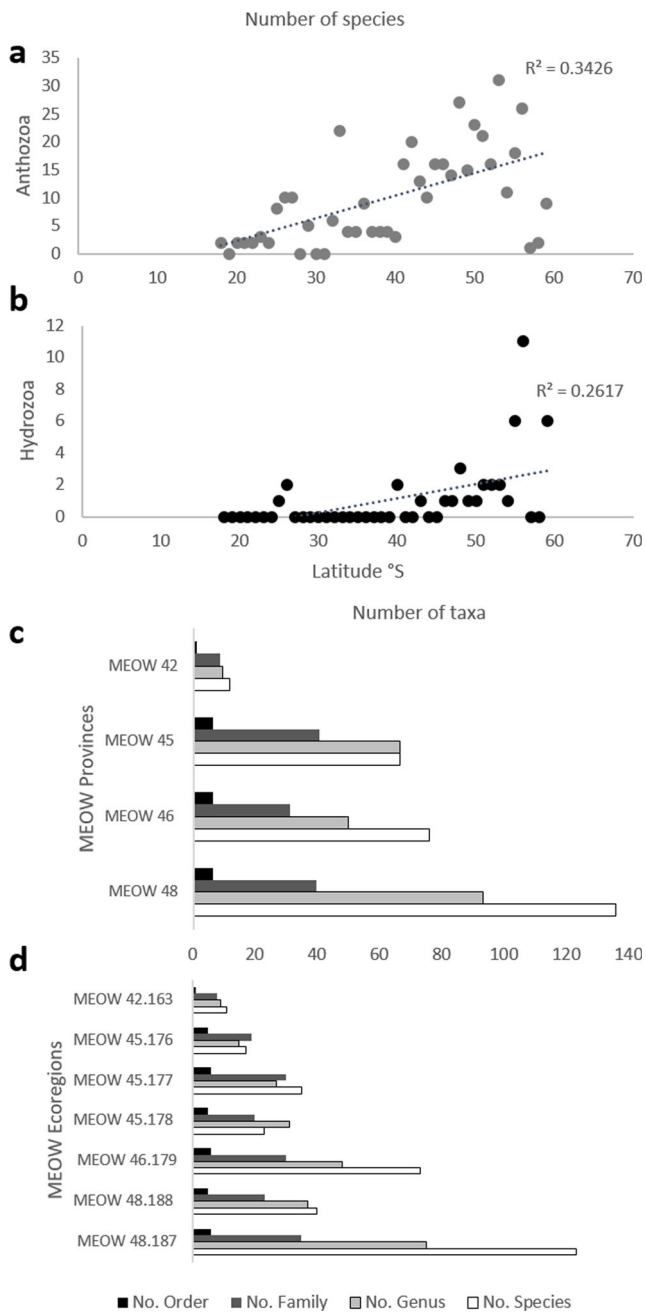 Number of species
a
35
30
25
20
15
10
5
0
Anthozoa
R² = 0.3426
0 10 20 30 40 50 60 70
b
12
10
8
6
4
2
0
Hydrozoa
R² = 0.2617
0 10 20 30 40 50 60 70
Latitude °S
Number of taxa
c
MEOW Provinces
MEOW 42
MEOW 45
MEOW 46
MEOW 48
0 20 40 60 80 100 120 140
d
MEOW Ecoregions
MEOW 42.163
MEOW 45.176
MEOW 45.177
MEOW 45.178
MEOW 46.179
MEOW 48.188
MEOW 48.187
No. Order No. Family No. Genus No. Species